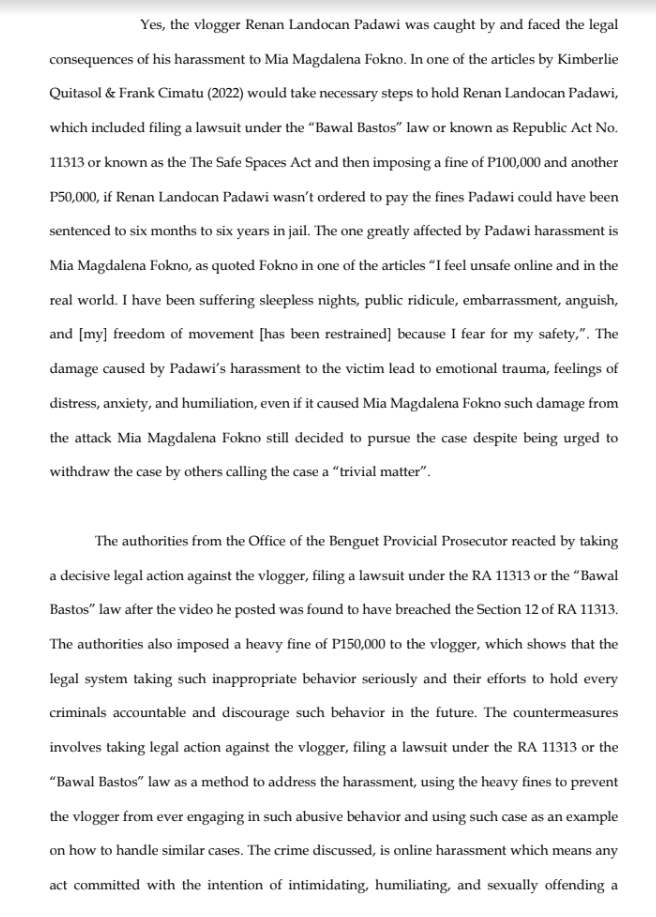 Yes, the vlogger Renan Landocan Padawi was caught by and faced the legal
consequences of his harassment to Mia Magdalena Fokno. In one of the articles by Kimberlie
Quitasol & Frank Cimatu (2022) would take necessary steps to hold Renan Landocan Padawi,
which included filing a lawsuit under the “Bawal Bastos” law or known as Republic Act No.
11313 or known as the The Safe Spaces Act and then imposing a fine of P100,000 and another
P50,000, if Renan Landocan Padawi wasn’t ordered to pay the fines Padawi could have been
sentenced to six months to six years in jail. The one greatly affected by Padawi harassment is
Mia Magdalena Fokno, as quoted Fokno in one of the articles “I feel unsafe online and in the
real world. I have been suffering sleepless nights, public ridicule, embarrassment, anguish,
and [my] freedom of movement [has been restrained] because I fear for my safety,”. The
damage caused by Padawi’s harassment to the victim lead to emotional trauma, feelings of
distress, anxiety, and humiliation, even if it caused Mia Magdalena Fokno such damage from
the attack Mia Magdalena Fokno still decided to pursue the case despite being urged to
withdraw the case by others calling the case a “trivial matter”.
The authorities from the Office of the Benguet Provicial Prosecutor reacted by taking
a decisive legal action against the vlogger, filing a lawsuit under the RA 11313 or the “Bawal
Bastos” law after the video he posted was found to have breached the Section 12 of RA 11313.
The authorities also imposed a heavy fine of P150,000 to the vlogger, which shows that the
legal system taking such inappropriate behavior seriously and their efforts to hold every
criminals accountable and discourage such behavior in the future. The countermeasures
involves taking legal action against the vlogger, filing a lawsuit under the RA 11313 or the
“Bawal Bastos” law as a method to address the harassment, using the heavy fines to prevent
the vlogger from ever engaging in such abusive behavior and using such case as an example
on how to handle similar cases. The crime discussed, is online harassment which means any
act committed with the intention of intimidating, humiliating, and sexually offending a